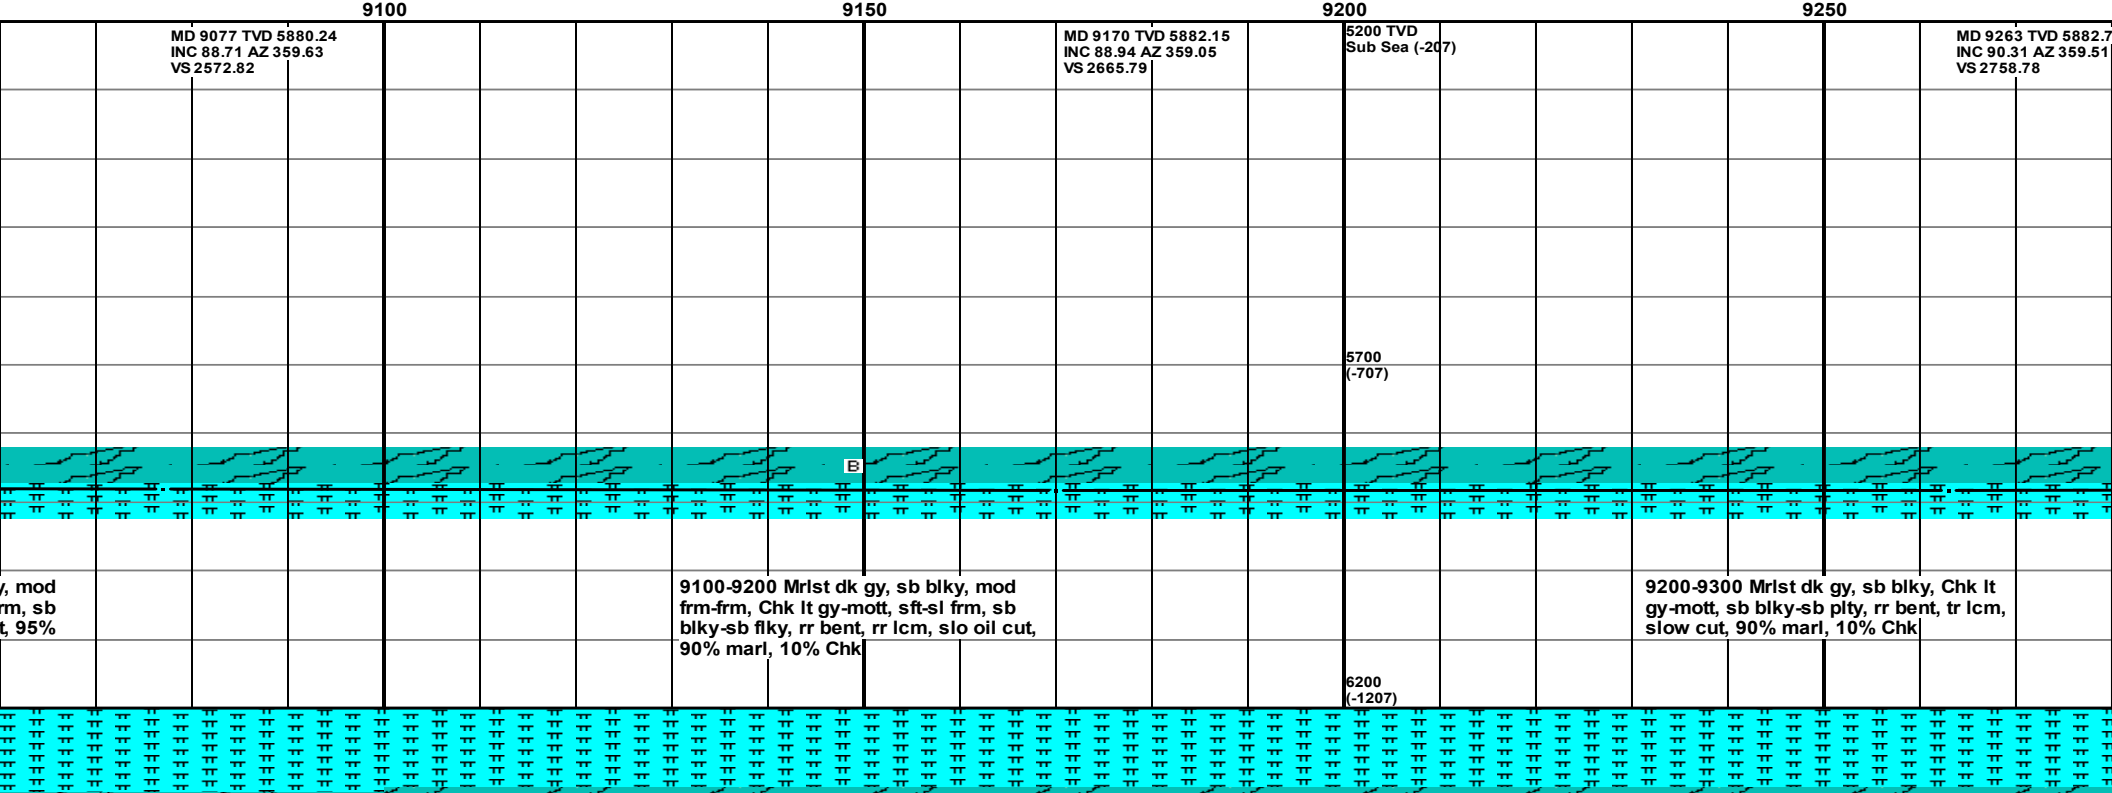 9100
9150
9200
9250
MD 9077 TVD 5880.24
INC 88.71 AZ 359.63
VS 2572.82
MD 9170 TVD 5882.15
INC 88.94 AZ 359.05
VS 2665.79
5200 TVD
Sub Sea (-207)
MD 9263 TVD 5882.7
INC 90.31 AZ 359.51
VS 2758.78
5700
(-707)
B
y, mod
rm, sb
t, 95%
9100-9200 Mrlst dk gy, sb blky, mod
frm-frm, Chk lt gy-mott, sft-sl frm, sb
blky-sb flky, rr bent, rr lcm, slo oil cut,
90% marl, 10% Chk
9200-9300 Mrlst dk gy, sb blky, Chk lt
gy-mott, sb blky-sb plty, rr bent, tr lcm,
slow cut, 90% marl, 10% Chk
6200
(-1207)